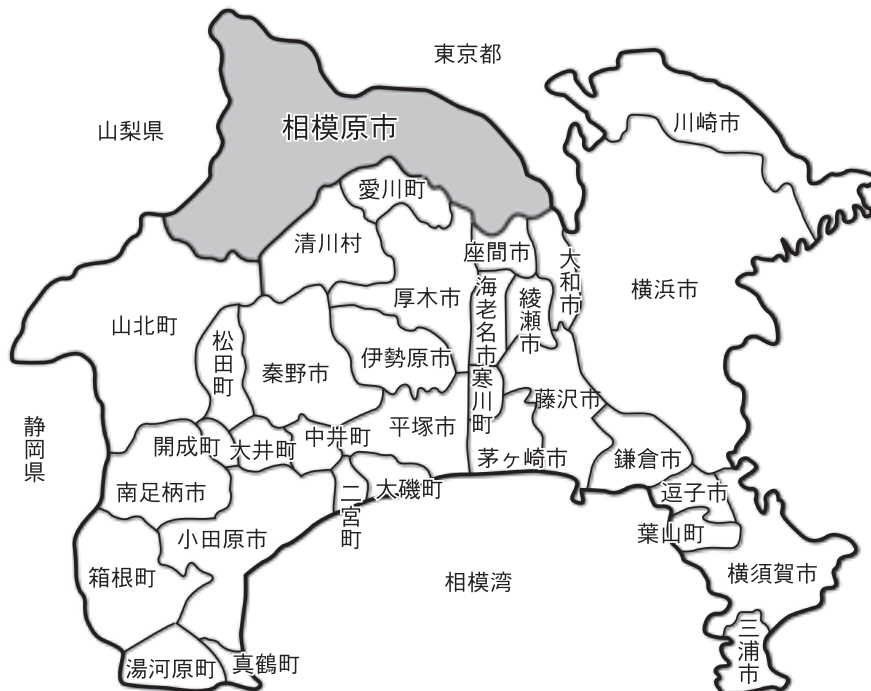 東京都
川崎市
相模原市
山梨県
愛川町
清川村
座間市
大和市
横浜市
厚木市
海老名市
綾瀬市
山北町
松田町
秦野市
伊勢原市
寒川町
藤沢市
静岡県
開成町
大井町
中井町
平塚市
茅ヶ崎市
鎌倉市
南足柄市
二宮町
大磯町
逗子市
小田原市
葉山町
箱根町
相模湾
横須賀市
三浦市
湯河原町
真鶴町